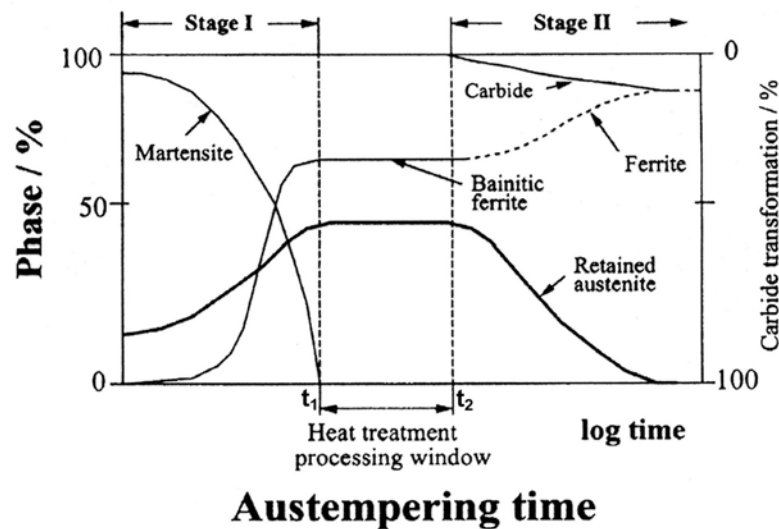 Stage I
Stage II
100
0
Carbide
Martensite
Ferrite
Bainitic
ferrite
50
Retained
austenite
0
100
t1
t2
Heat treatment
processing window
log time
Phase / %
Carbide transformation / %
Austempering time